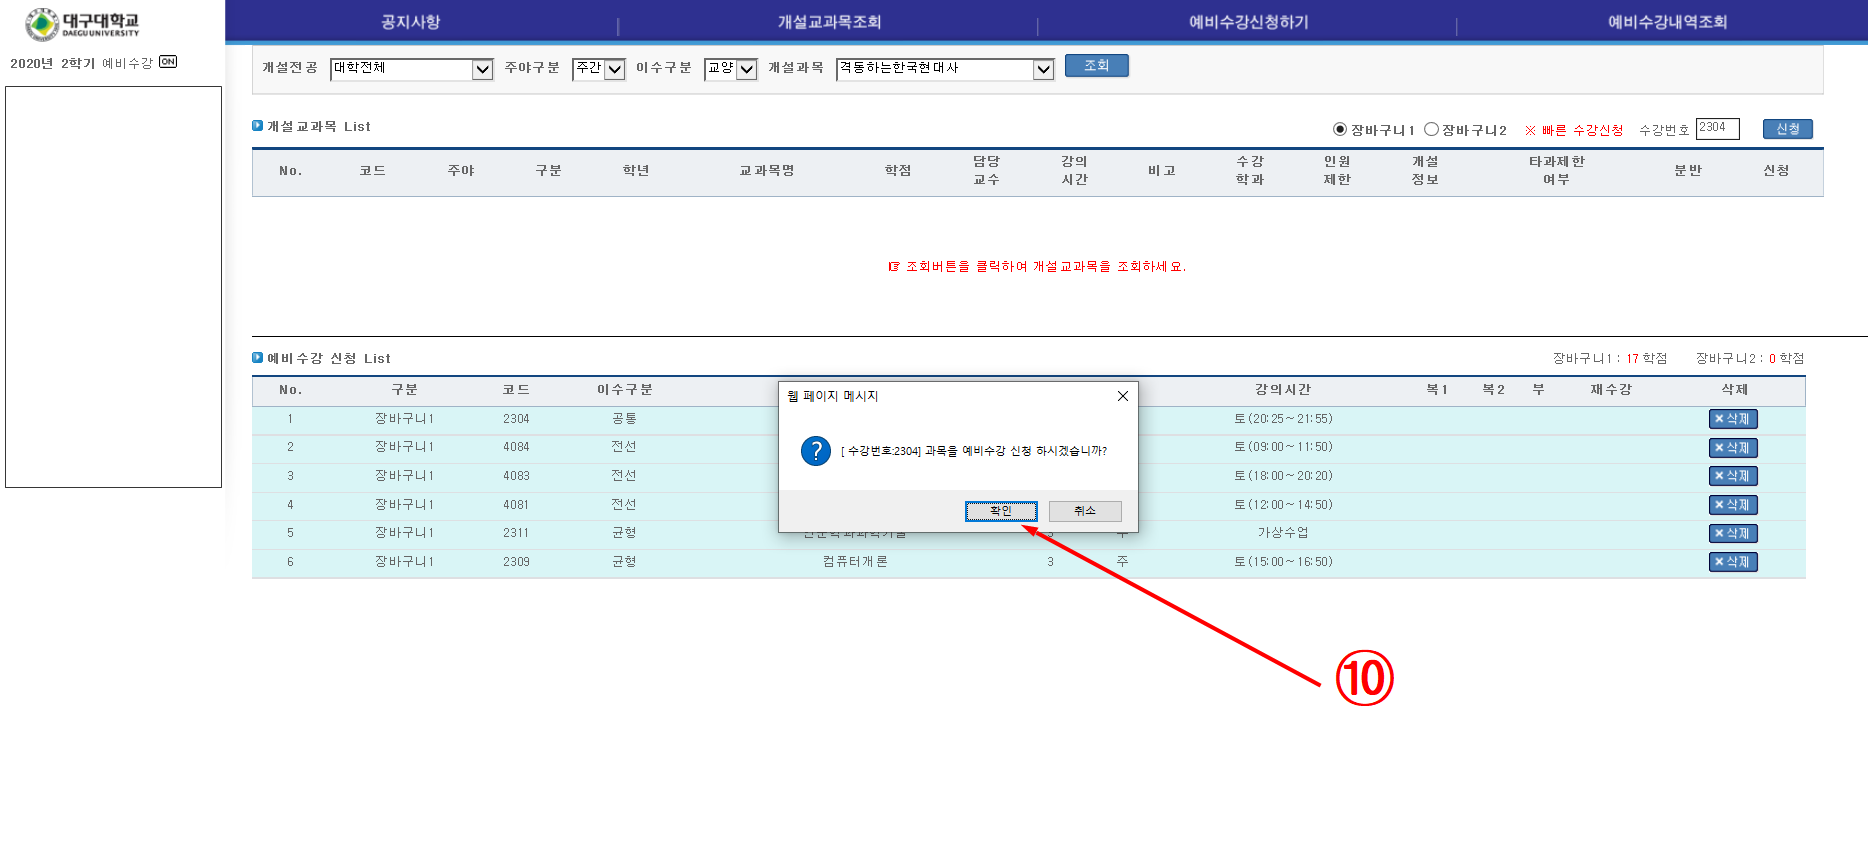 대구대학교
DAEGU UNIVERSITY
공지사항 개설교과목조회 예비수강신청하기 예비수강내역조회
2020년 2학기 예비수강 ON
개설전공 대학전체 주야구분 주간 이수구분 교양 개설과목 격동하는한국현대사 조회
개설교과목 List
장바구니1 장바구니2 ※ 빠른 수강신청 수강번호 2304 신청
No. 코드 주야 구분 학년 교과목명 학점 담당 교수 강의 시간 비고 수강 학과 인원 제한 개설 정보 타과제한 여부 분반 신청
☞ 조회버튼을 클릭하여 개설교과목을 조회하세요.
예비수강 신청 List
장바구니1 : 17 학점 장바구니2 : 0 학점
No. 구분 코드 이수구분 강의시간 복1 복2 부 재수강 삭제
1 장바구니1 2304 공통 토(20:25~21:55) ×삭제
2 장바구니1 4084 전선 토(09:00~11:50) ×삭제
3 장바구니1 4083 전선 토(18:00~20:20) ×삭제
4 장바구니1 4081 전선 토(12:00~14:50) ×삭제
5 장바구니1 2311 균형 가상수업 ×삭제
6 장바구니1 2309 균형 컴퓨터개론 3 주 토(15:00~16:50) ×삭제
웹 페이지 메시지
[ 수강번호:2304] 과목을 예비수강 신청 하시겠습니까?
확인 취소
⑩